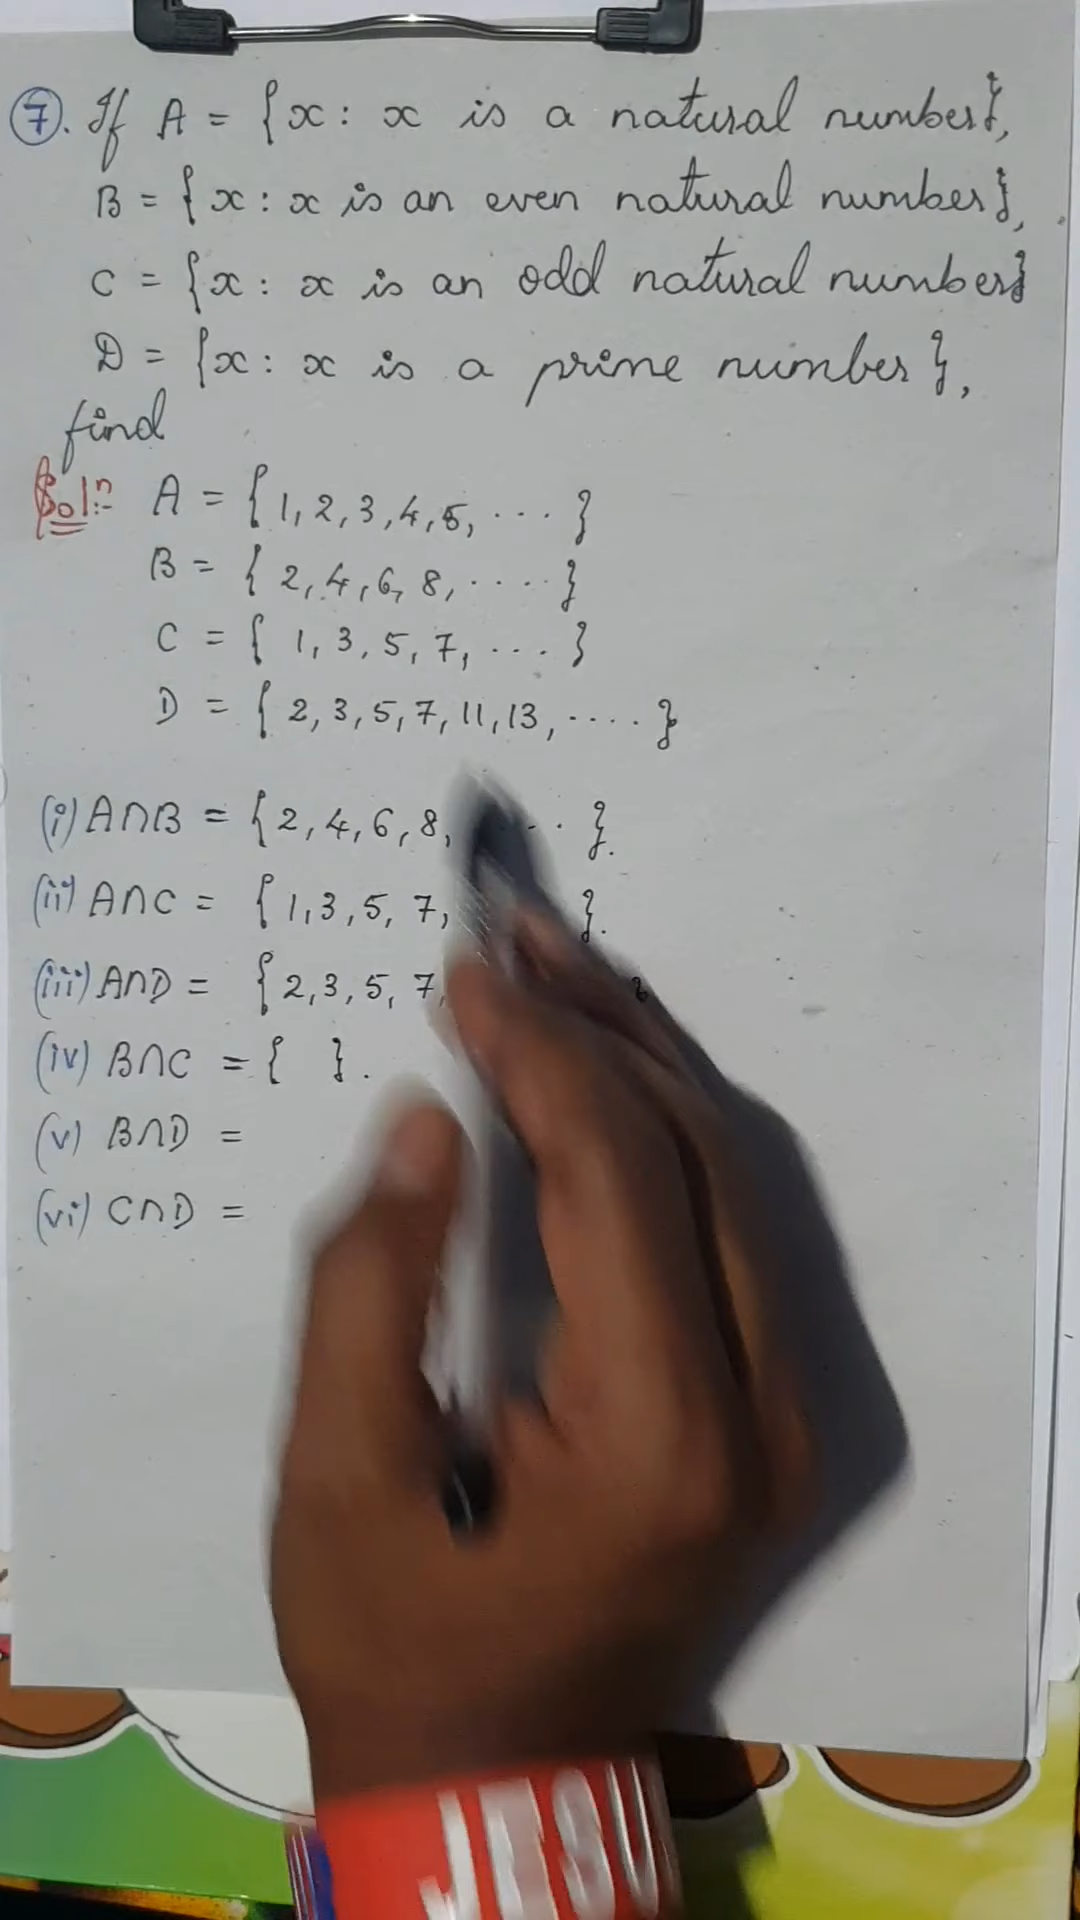 7. If A = {x : x is a natural number},
B = {x : x is an even natural number},
C = {x : x is an odd natural number}
D = {x : x is a prime number},
find
Solⁿ:- A = {1, 2, 3, 4, 5, ... }
B = {2, 4, 6, 8, .... }
C = {1, 3, 5, 7, ... }
D = {2, 3, 5, 7, 11, 13, ..... }
(i) A∩B = {2, 4, 6, 8, ... }.
(ii) A∩C = {1, 3, 5, 7, }.
(iii) A∩D = {2, 3, 5, 7, }
(iv) B∩C = { }.
(v) B∩D =
(vi) C∩D =
JESU